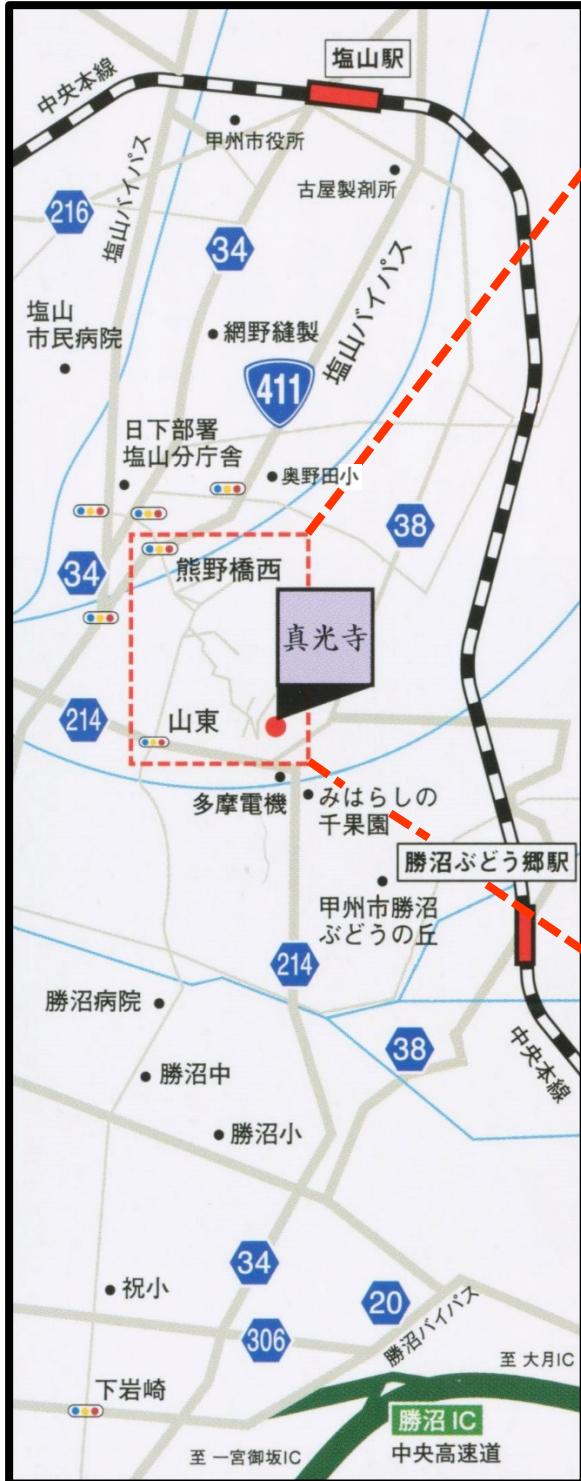 塩山駅
中央本線
甲州市役所
古屋製剤所
216
塩山バイパス
34
塩山
市民病院
網野縫製
塩山バイパス
411
日下部署
塩山分庁舎
奥野田小
38
34
熊野橋西
真光寺
214
山東
多摩電機
みはらしの
千果園
勝沼ぶどう郷駅
甲州市勝沼
ぶどうの丘
214
勝沼病院
38
中央本線
勝沼中
勝沼小
34
祝小
20
306
勝沼バイパス
至 大月IC
下岩崎
勝沼 IC
至 一宮御坂IC
中央高速道